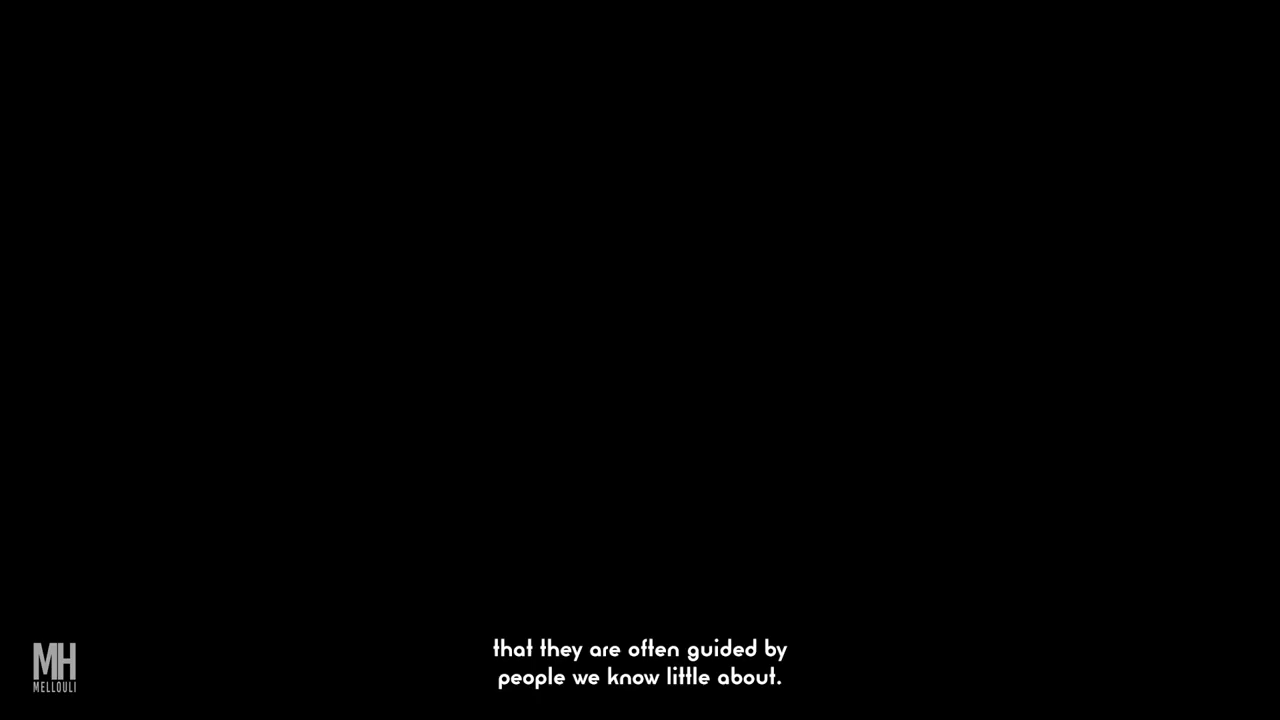 that they are often guided by
people we know little about.
MH
MELLOULI